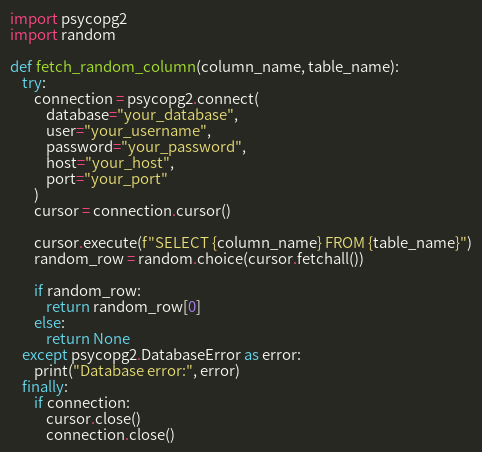 import psycopg2
import random

def fetch_random_column(column_name, table_name):
    try:
        connection = psycopg2.connect(
            database="your_database",
            user="your_username",
            password="your_password",
            host="your_host",
            port="your_port"
        )
        cursor = connection.cursor()

        cursor.execute(f"SELECT {column_name} FROM {table_name}")
        random_row = random.choice(cursor.fetchall())

        if random_row:
            return random_row[0]
        else:
            return None
    except psycopg2.DatabaseError as error:
        print("Database error:", error)
    finally:
        if connection:
            cursor.close()
            connection.close()